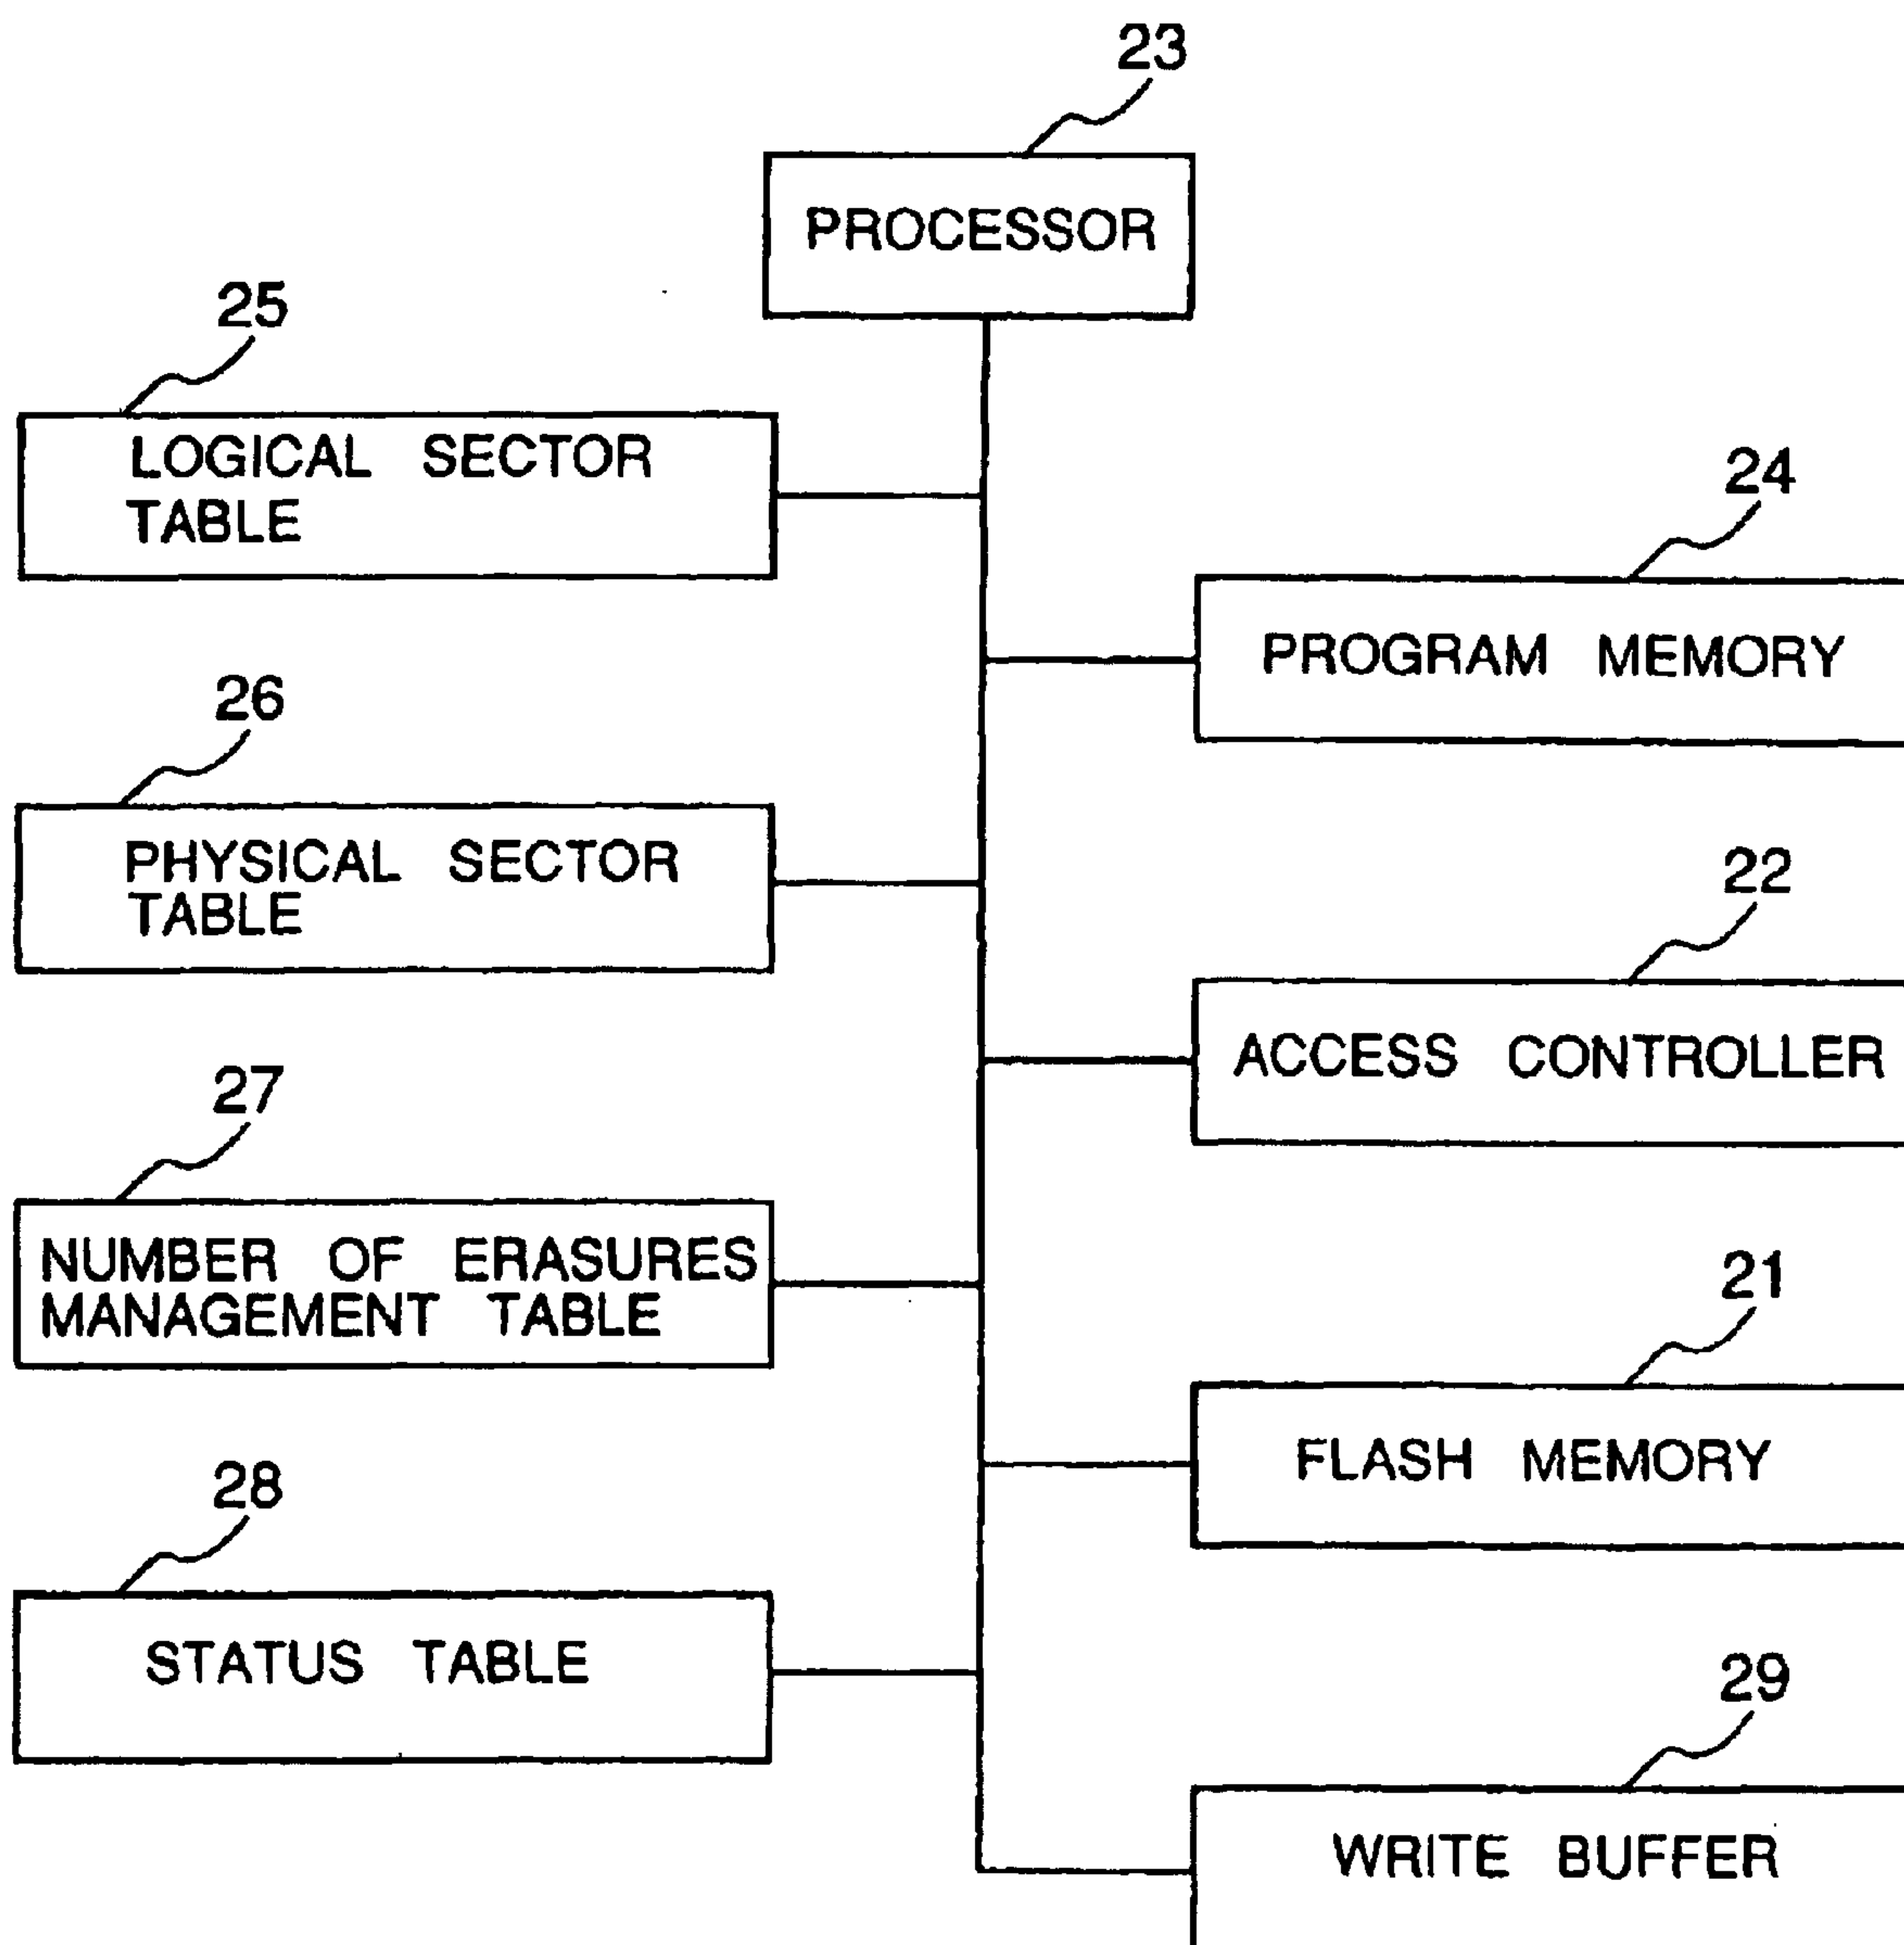 23
PROCESSOR
25
LOGICAL SECTOR
TABLE
24
PROGRAM MEMORY
26
PHYSICAL SECTOR
TABLE
22
ACCESS CONTROLLER
27
NUMBER OF ERASURES
MANAGEMENT TABLE
21
FLASH MEMORY
28
STATUS TABLE
29
WRITE BUFFER